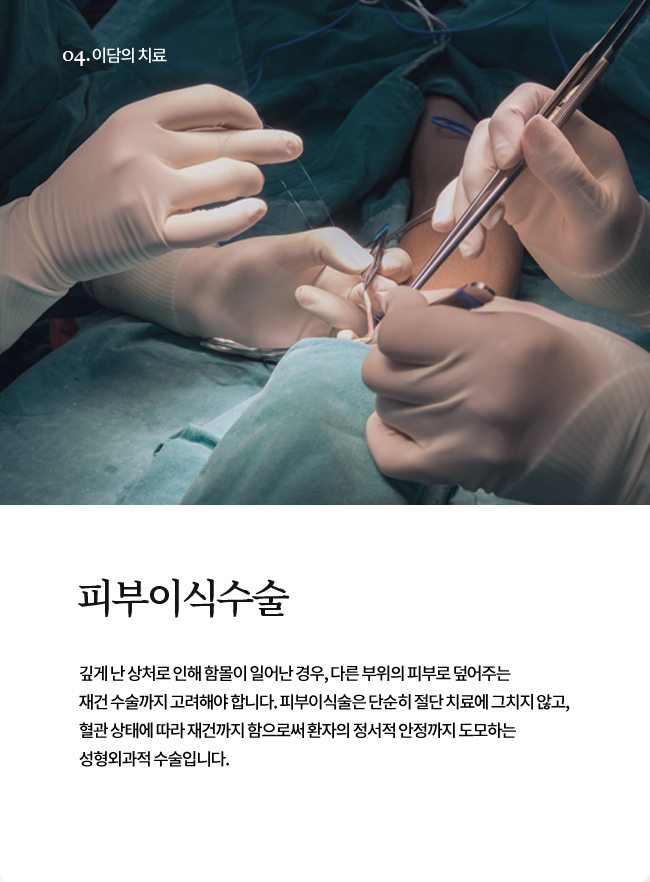 04. 이담의 치료
피부이식수술
깊게 난 상처로 인해 함몰이 일어난 경우, 다른 부위의 피부로 덮어주는
재건 수술까지 고려해야 합니다. 피부이식술은 단순히 절단 치료에 그치지 않고,
혈관 상태에 따라 재건까지 함으로써 환자의 정서적 안정까지 도모하는
성형외과적 수술입니다.